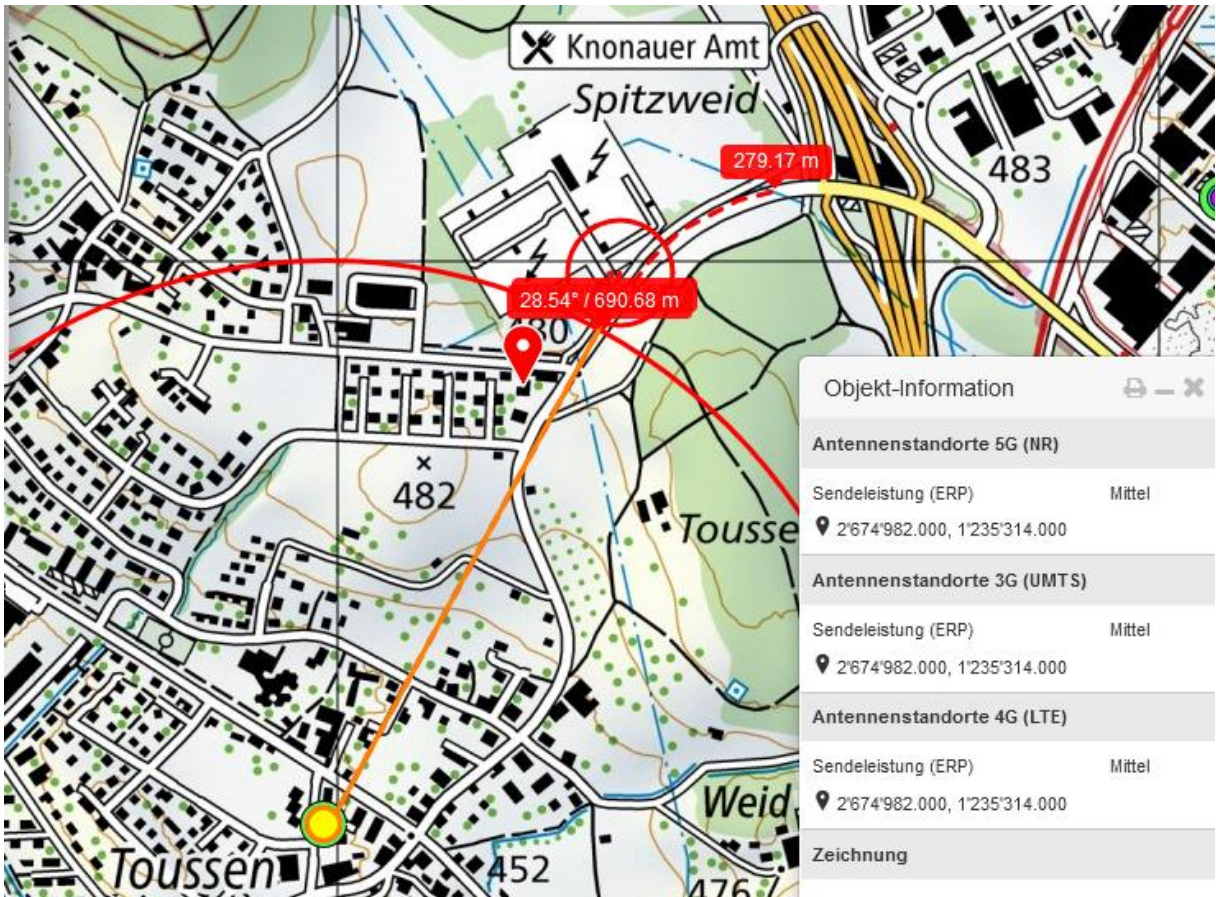 Knonauer Amt
Spitzweid
279.17 m
483
28.54° / 690.68 m
480
482
Tousse
Weid
Toussen
452
476
Objekt-Information
Antennenstandorte 5G (NR)
Sendeleistung (ERP) Mittel
2'674'982.000, 1'235'314.000
Antennenstandorte 3G (UMTS)
Sendeleistung (ERP) Mittel
2'674'982.000, 1'235'314.000
Antennenstandorte 4G (LTE)
Sendeleistung (ERP) Mittel
2'674'982.000, 1'235'314.000
Zeichnung